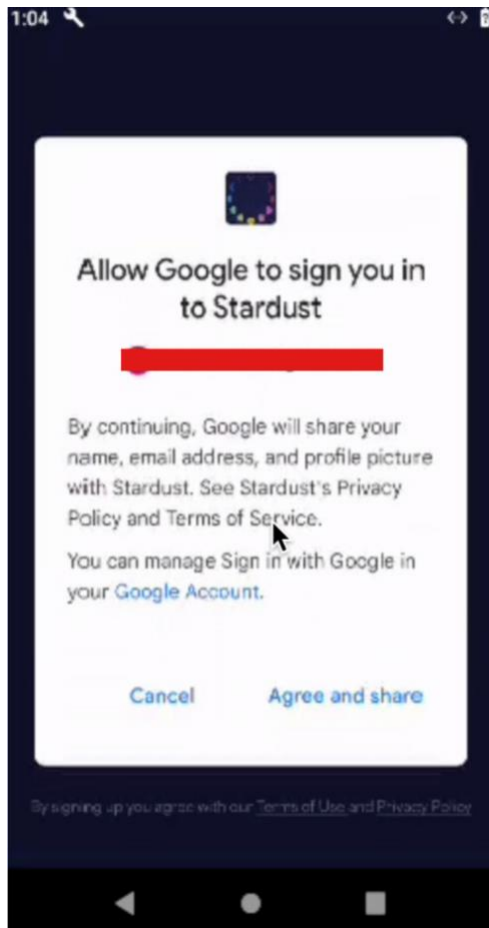 1:04
Allow Google to sign you in
to Stardust
By continuing, Google will share your
name, email address, and profile picture
with Stardust. See Stardust's Privacy
Policy and Terms of Service.
You can manage Sign in with Google in
your Google Account.
Cancel Agree and share
By signing up you agree with our Terms of Use and Privacy Policy